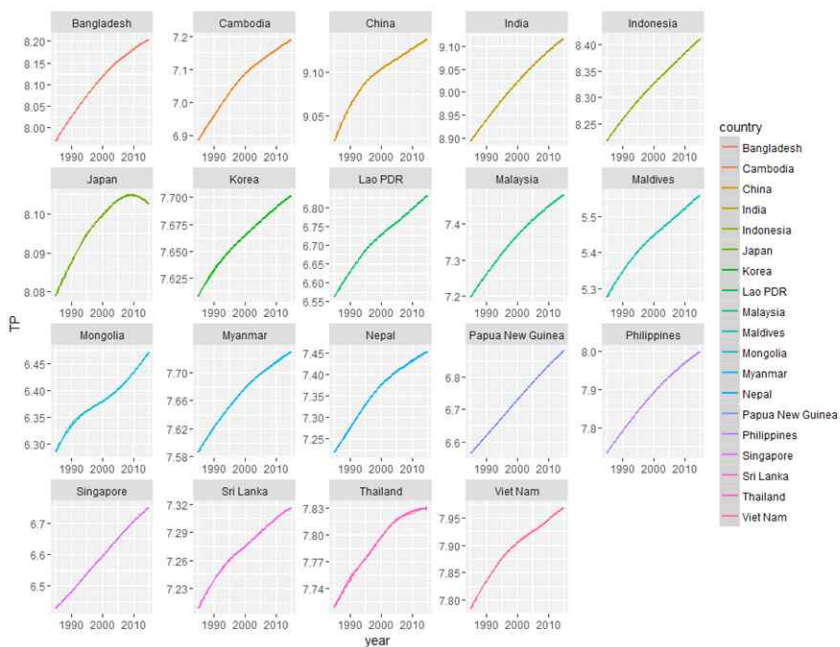 Bangladesh Cambodia China India Indonesia
8.20
8.15
8.10
8.05
8.00
7.2
7.1
7.0
6.9
9.10
9.05
9.10
9.05
9.00
8.95
8.90
8.40
8.35
8.30
8.25
1990 2000 2010 1990 2000 2010 1990 2000 2010 1990 2000 2010 1990 2000 2010
Japan Korea Lao PDR Malaysia Maldives
8.10
8.09
8.08
7.700
7.675
7.650
7.625
6.80
6.75
6.70
6.65
6.60
6.55
7.4
7.3
7.2
5.5
5.4
5.3
1990 2000 2010 1990 2000 2010 1990 2000 2010 1990 2000 2010 1990 2000 2010
TP
Mongolia Myanmar Nepal Papua New Guinea Philippines
6.45
6.40
6.35
6.30
7.70
7.66
7.62
7.58
7.45
7.40
7.35
7.30
7.25
7.20
6.8
6.7
6.6
8.0
7.9
7.8
1990 2000 2010 1990 2000 2010 1990 2000 2010 1990 2000 2010 1990 2000 2010
Singapore Sri Lanka Thailand Viet Nam
6.7
6.6
6.5
7.32
7.29
7.26
7.23
7.83
7.80
7.77
7.74
7.95
7.90
7.85
7.80
1990 2000 2010 1990 2000 2010 1990 2000 2010 1990 2000 2010
year
country
Bangladesh
Cambodia
China
India
Indonesia
Japan
Korea
Lao PDR
Malaysia
Maldives
Mongolia
Myanmar
Nepal
Papua New Guinea
Philippines
Singapore
Sri Lanka
Thailand
Viet Nam